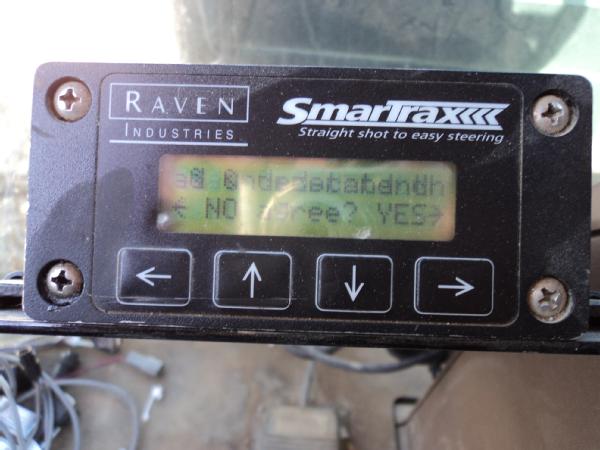 RAVEN
INDUSTRIES
SmarTrax
Straight shot to easy steering
← NO agree? YES→
← ↑ ↓ →